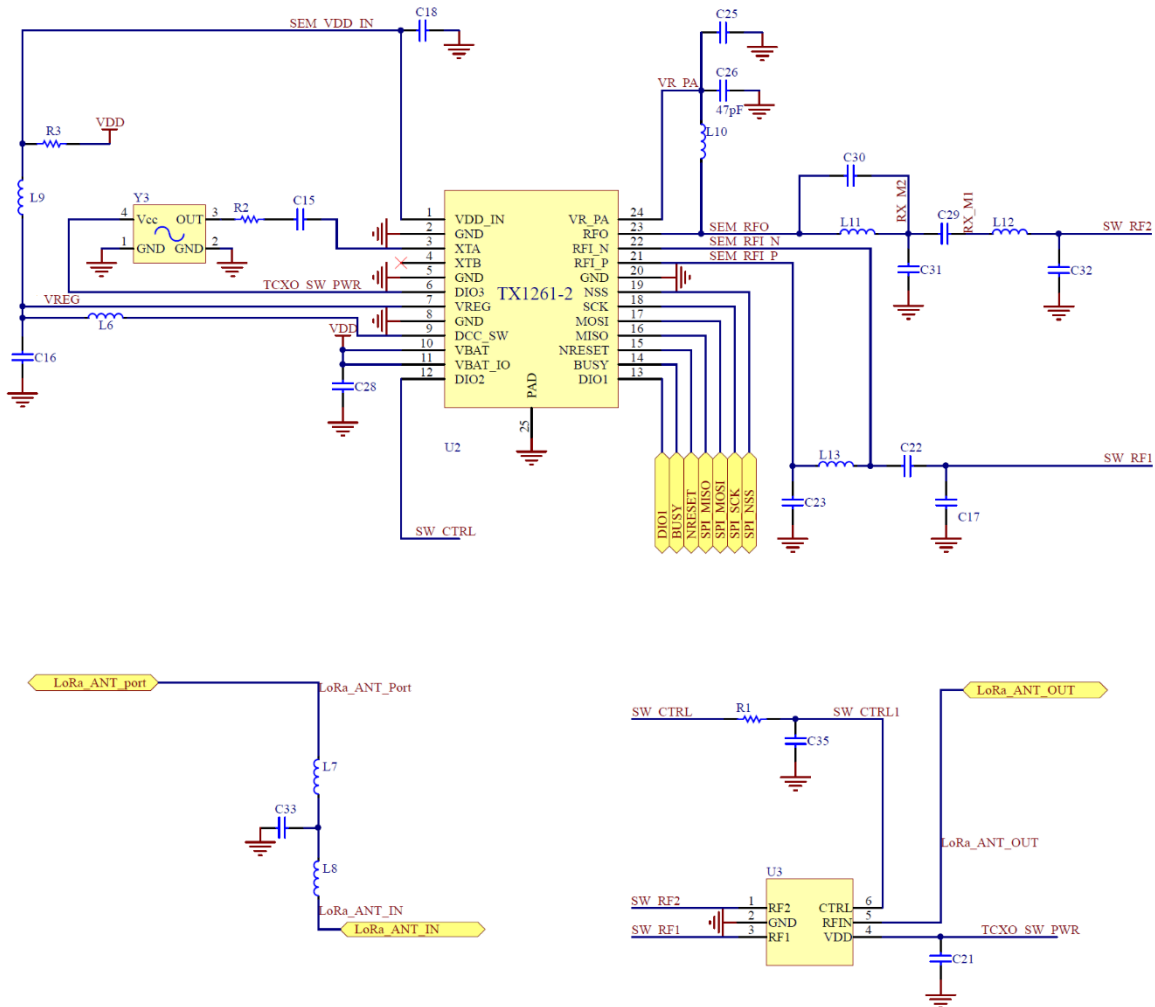 C18
SEM_VDD_IN
C25
VR_PA
C26
47pF
R3
VDD
L10
C30
L9
Y3
R2
C15
RX_M2
RX_M1
C29
L12
4
Vcc
OUT
3
1
GND
GND
2
1
VDD_IN
VR_PA
24
2
GND
RFO
23
SEM_RFO
L11
SW_RF2
3
XTA
RFI_N
22
SEM_RFI_N
4
XTB
RFI_P
21
SEM_RFI_P
5
GND
GND
20
C31
C32
TCXO_SW_PWR
6
DIO3
TX1261-2
NSS
19
VREG
7
VREG
SCK
18
L6
8
GND
MOSI
17
VDD
9
DCC_SW
MISO
16
10
VBAT
NRESET
15
C16
11
VBAT_IO
BUSY
14
12
DIO2
DIO1
13
C28
PAD
25
U2
L13
C22
SW_RF1
C23
C17
DIO1
BUSY
NRESET
SPI_MISO
SPI_MOSI
SPI_SCK
SPI_NSS
SW_CTRL
LoRa_ANT_port
LoRa_ANT_Port
L7
C33
L8
LoRa_ANT_IN
LoRa_ANT_IN
LoRa_ANT_OUT
SW_CTRL
R1
SW_CTRL1
C35
LoRa_ANT_OUT
U3
SW_RF2
1
RF2
CTRL
6
2
GND
RFIN
5
SW_RF1
3
RF1
VDD
4
TCXO_SW_PWR
C21